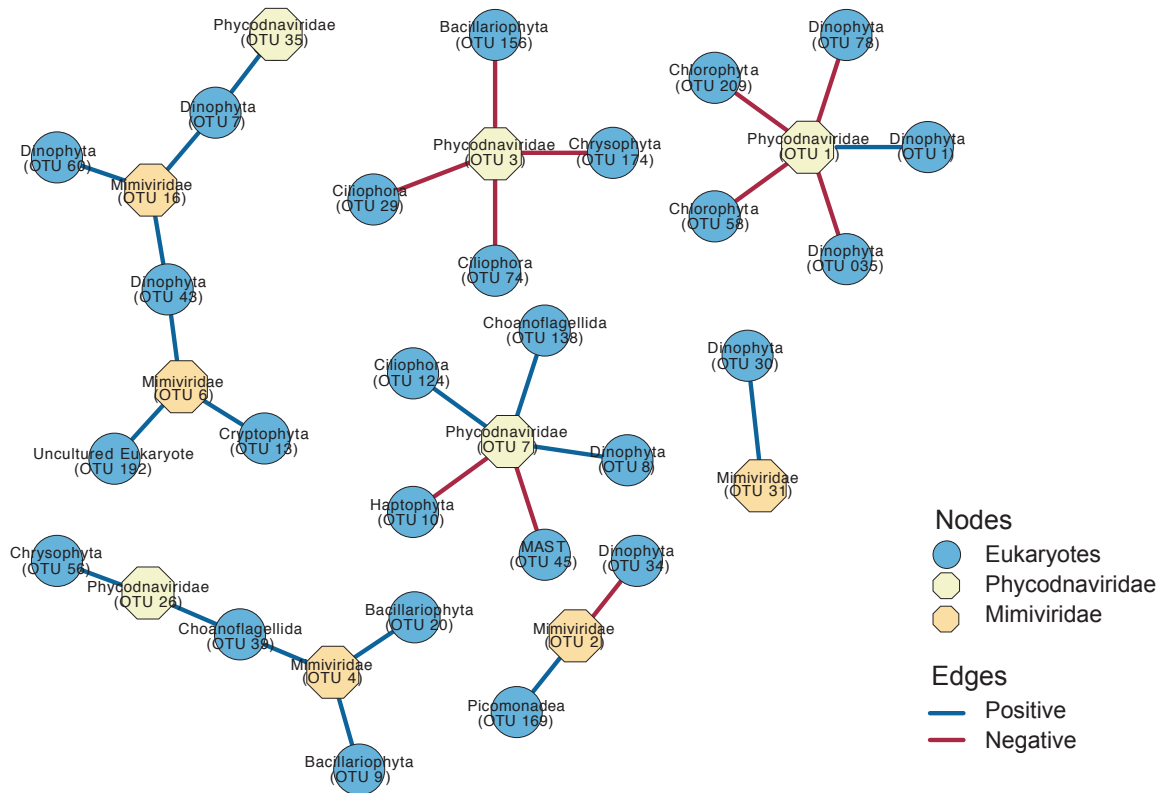 Phycodnaviridae
(OTU 35)
Dinophyta
(OTU 7)
Dinophyta
(OTU 60)
Mimiviridae
(OTU 16)
Dinophyta
(OTU 43)
Mimiviridae
(OTU 6)
Uncultured Eukaryote
(OTU 192)
Cryptophyta
(OTU 13)
Bacillariophyta
(OTU 156)
Phycodnaviridae
(OTU 3)
Chrysophyta
(OTU 174)
Ciliophora
(OTU 29)
Ciliophora
(OTU 74)
Dinophyta
(OTU 78)
Chlorophyta
(OTU 209)
Phycodnaviridae
(OTU 1)
Dinophyta
(OTU 1)
Chlorophyta
(OTU 58)
Dinophyta
(OTU 035)
Choanoflagellida
(OTU 138)
Ciliophora
(OTU 124)
Phycodnaviridae
(OTU 7)
Dinophyta
(OTU 8)
Haptophyta
(OTU 10)
MAST
(OTU 45)
Dinophyta
(OTU 30)
Mimiviridae
(OTU 31)
Chrysophyta
(OTU 56)
Phycodnaviridae
(OTU 26)
Choanoflagellida
(OTU 39)
Bacillariophyta
(OTU 20)
Mimiviridae
(OTU 4)
Bacillariophyta
(OTU 9)
Dinophyta
(OTU 34)
Mimiviridae
(OTU 2)
Picomonadea
(OTU 169)
Nodes
Eukaryotes
Phycodnaviridae
Mimiviridae
Edges
Positive
Negative